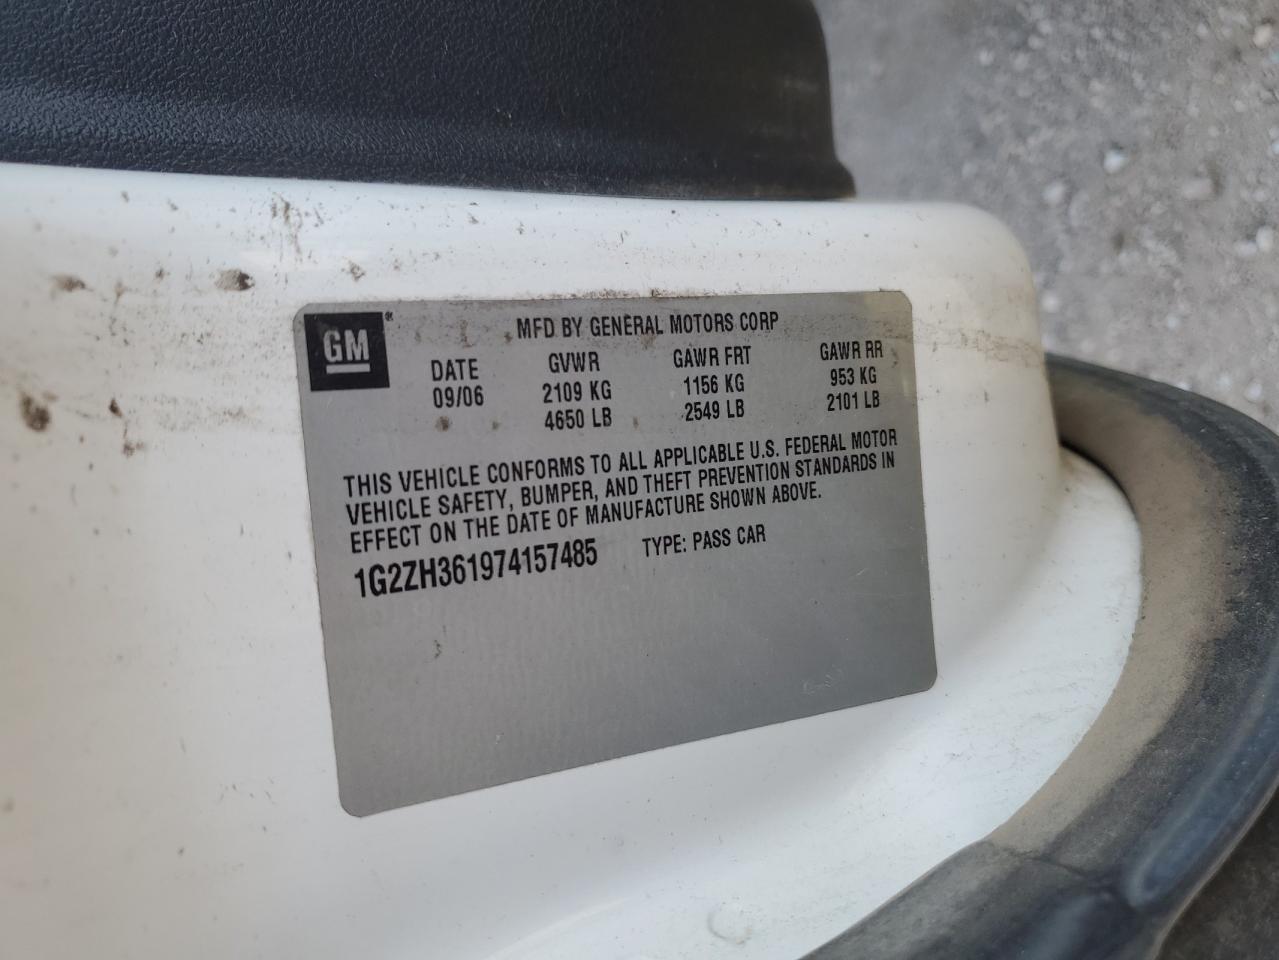 GM®
MFD BY GENERAL MOTORS CORP
DATE GVWR GAWR FRT GAWR RR
09/06 2109 KG 1156 KG 953 KG
4650 LB 2549 LB 2101 LB
THIS VEHICLE CONFORMS TO ALL APPLICABLE U.S. FEDERAL MOTOR
VEHICLE SAFETY, BUMPER, AND THEFT PREVENTION STANDARDS IN
EFFECT ON THE DATE OF MANUFACTURE SHOWN ABOVE.
1G2ZH361974157485 TYPE: PASS CAR